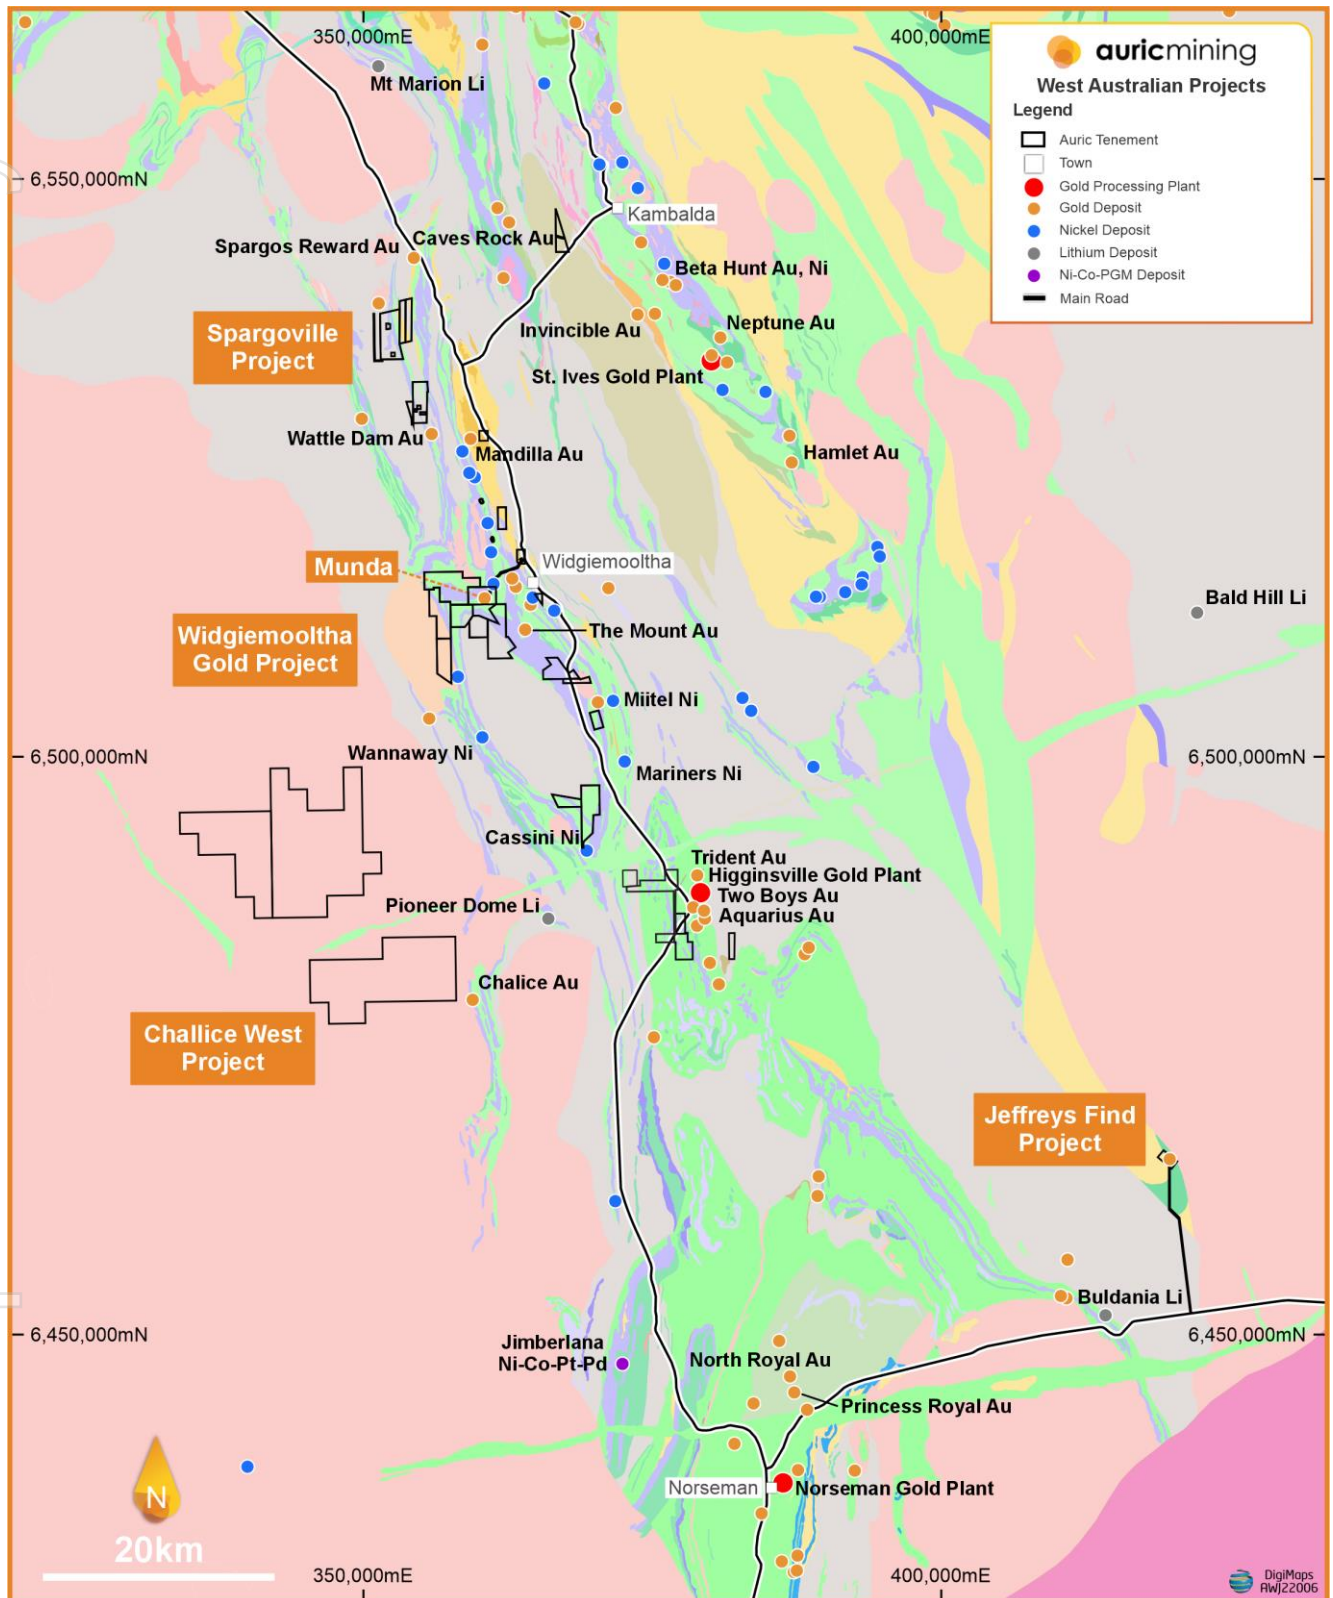 350,000mE
400,000mE
auricmining
West Australian Projects
Legend
Auric Tenement
Town
Gold Processing Plant
Gold Deposit
Nickel Deposit
Lithium Deposit
Ni-Co-PGM Deposit
Main Road
Mt Marion Li
6,550,000mN
Kambalda
Spargos Reward Au
Caves Rock Au
Beta Hunt Au, Ni
Spargoville
Project
Invincible Au
Neptune Au
St. Ives Gold Plant
Wattle Dam Au
Mandilla Au
Hamlet Au
Munda
Widgiemooltha
Bald Hill Li
Widgiemooltha
Gold Project
The Mount Au
Miitel Ni
Wannaway Ni
6,500,000mN
6,500,000mN
Mariners Ni
Cassini Ni
Trident Au
Higginsville Gold Plant
Two Boys Au
Pioneer Dome Li
Aquarius Au
Chalice Au
Challice West
Project
Jeffreys Find
Project
Buldania Li
6,450,000mN
6,450,000mN
Jimberlana
Ni-Co-Pt-Pd
North Royal Au
Princess Royal Au
Norseman
Norseman Gold Plant
N
20km
350,000mE
400,000mE
DigiMaps
AWJ22006